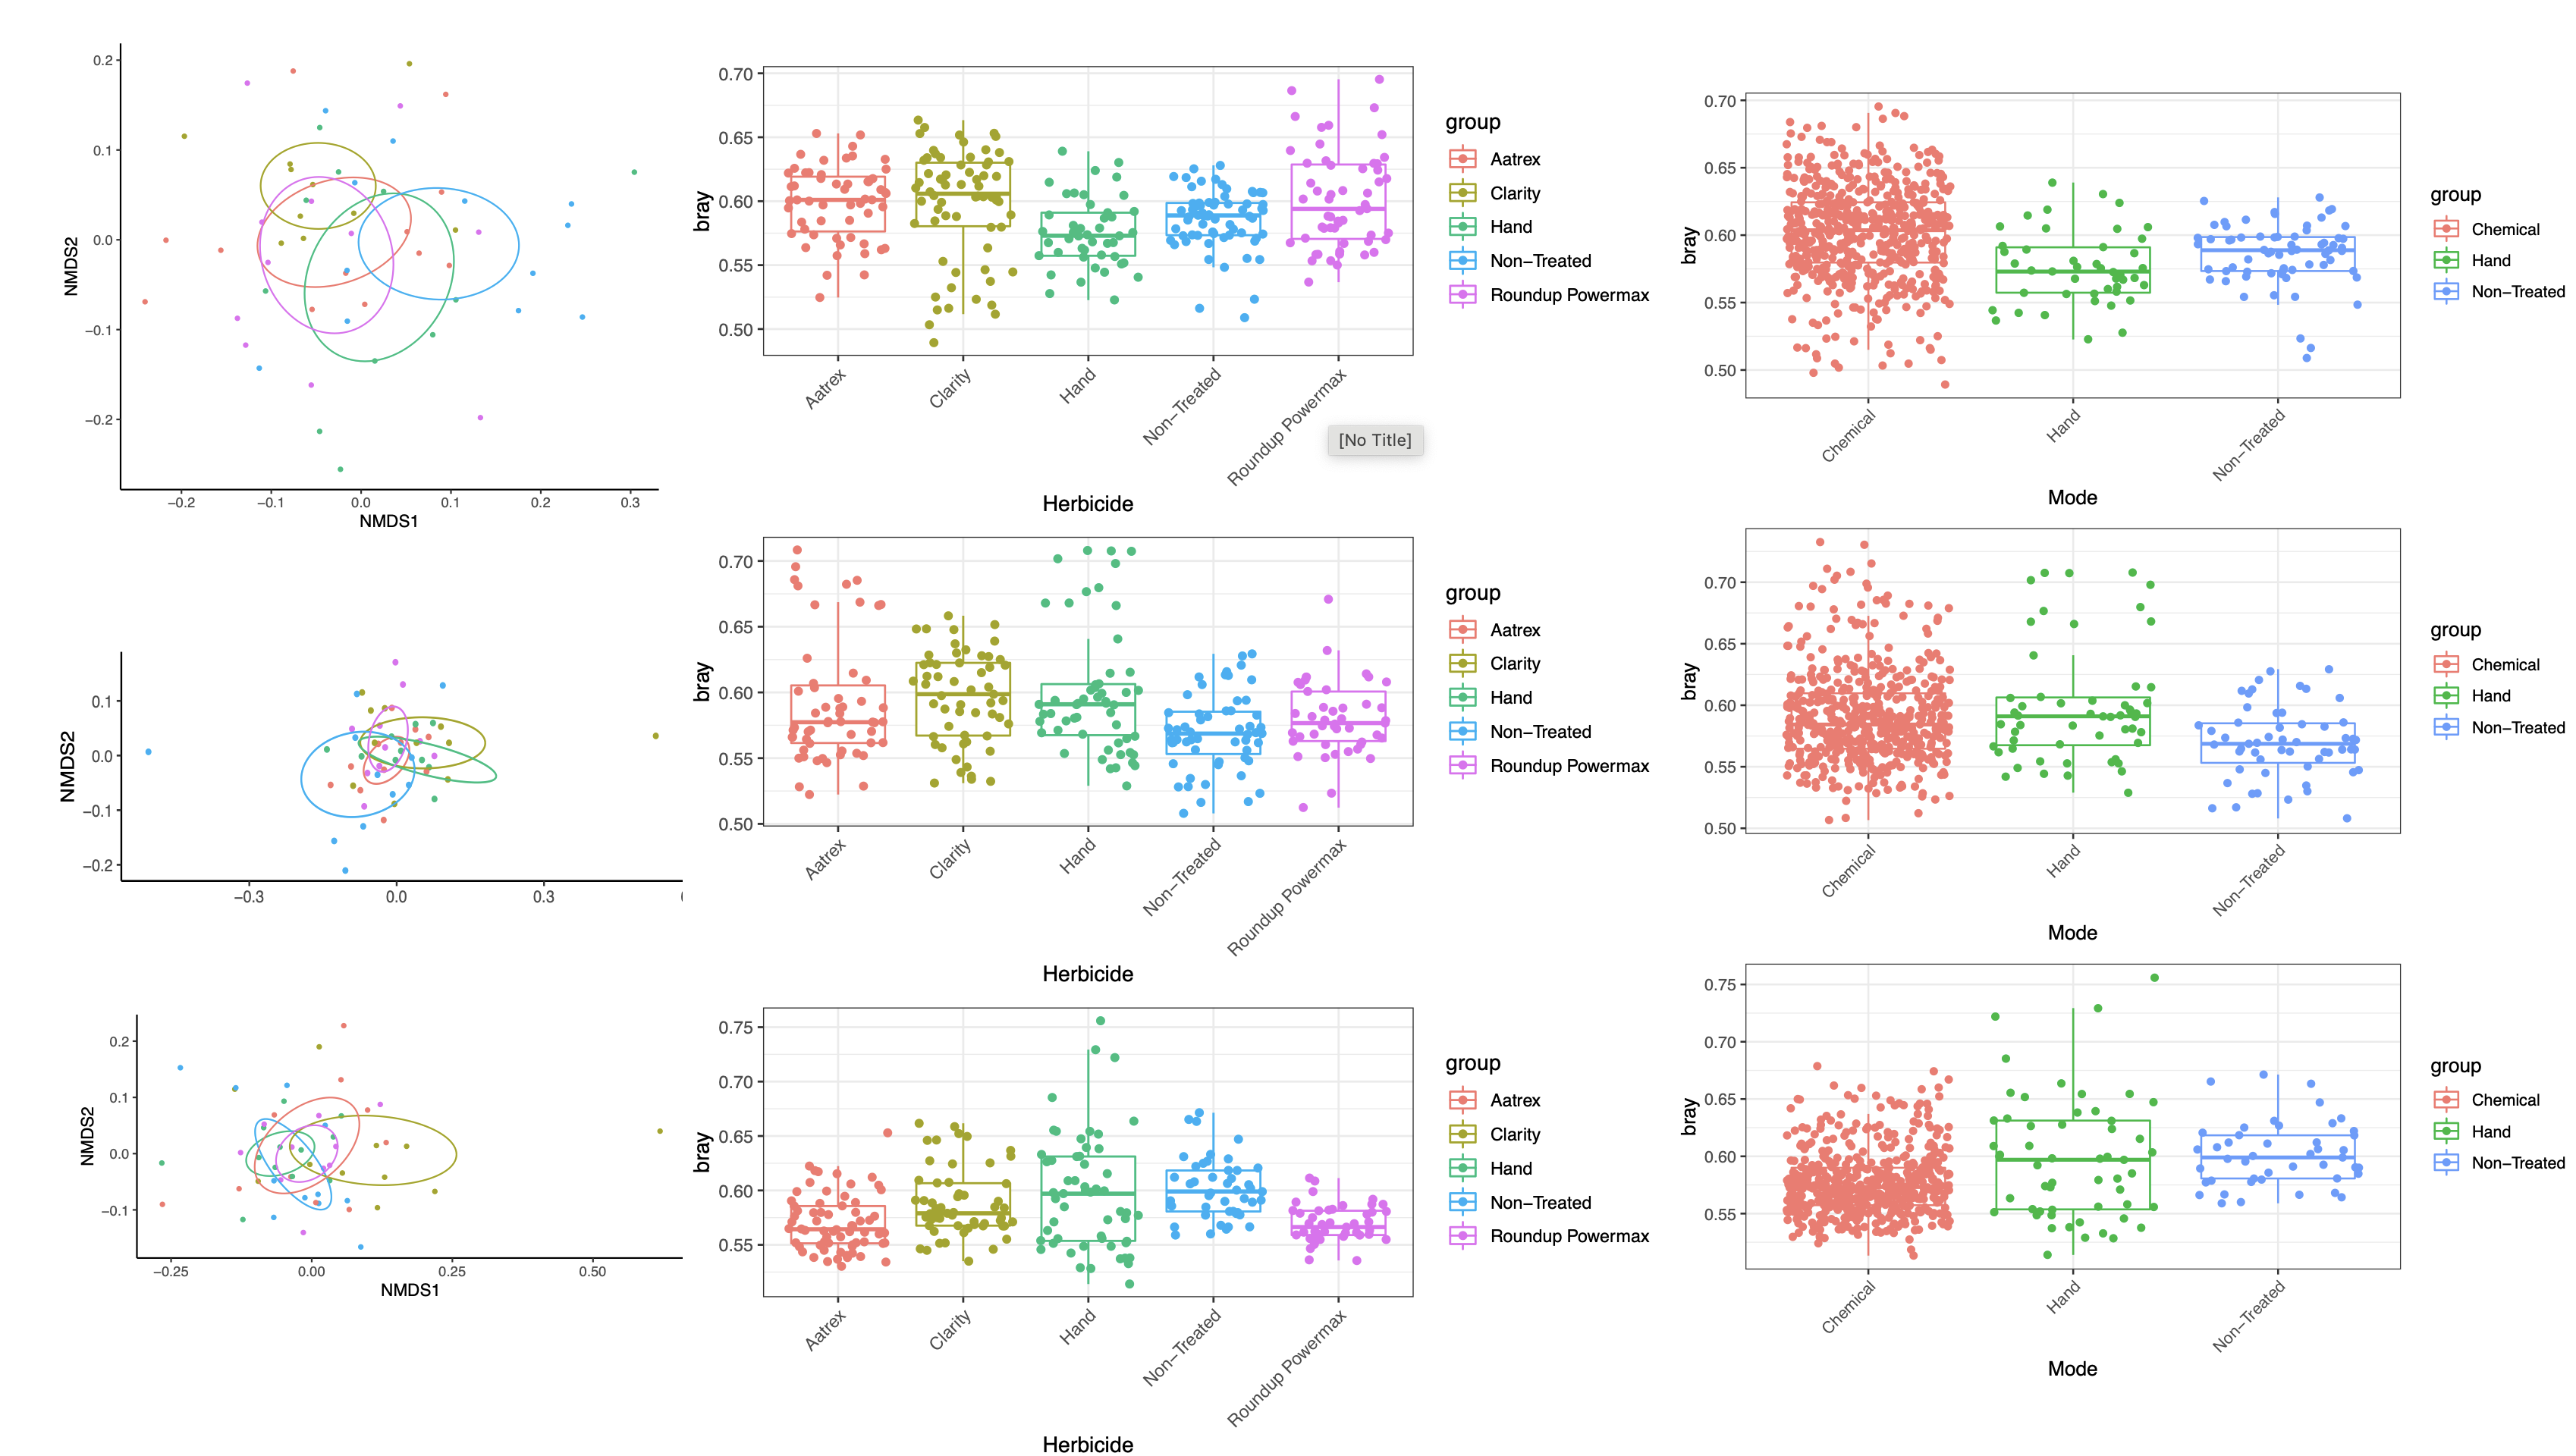 0.2
0.1
0.0
−0.1
−0.2
NMDS2
−0.2
−0.1
0.0
0.1
0.2
0.3
NMDS1
0.70
0.65
0.60
0.55
0.50
bray
Aatrex
Clarity
Hand
Non−Treated
Roundup Powermax
Herbicide
group
Aatrex
Clarity
Hand
Non−Treated
Roundup Powermax
[No Title]
0.70
0.65
0.60
0.55
0.50
bray
Chemical
Hand
Non−Treated
Mode
group
Chemical
Hand
Non−Treated
0.1
0.0
−0.1
−0.2
NMDS2
−0.3
0.0
0.3
0.70
0.65
0.60
0.55
0.50
bray
Aatrex
Clarity
Hand
Non−Treated
Roundup Powermax
Herbicide
group
Aatrex
Clarity
Hand
Non−Treated
Roundup Powermax
0.70
0.65
0.60
0.55
0.50
bray
Chemical
Hand
Non−Treated
Mode
group
Chemical
Hand
Non−Treated
0.2
0.1
0.0
−0.1
NMDS2
−0.25
0.00
0.25
0.50
NMDS1
0.75
0.70
0.65
0.60
0.55
bray
Aatrex
Clarity
Hand
Non−Treated
Roundup Powermax
Herbicide
group
Aatrex
Clarity
Hand
Non−Treated
Roundup Powermax
0.75
0.70
0.65
0.60
0.55
bray
Chemical
Hand
Non−Treated
Mode
group
Chemical
Hand
Non−Treated